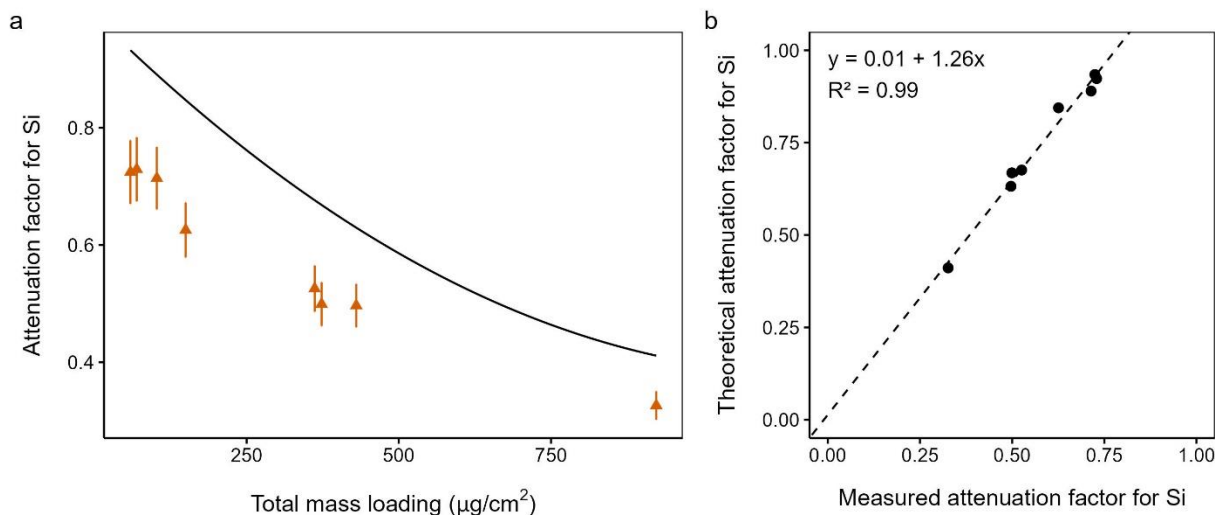 a
Attenuation factor for Si
0.8
0.6
0.4
250
500
750
Total mass loading (µg/cm²)
b
y = 0.01 + 1.26x
R² = 0.99
Theoretical attenuation factor for Si
1.00
0.75
0.50
0.25
0.00
0.00
0.25
0.50
0.75
1.00
Measured attenuation factor for Si